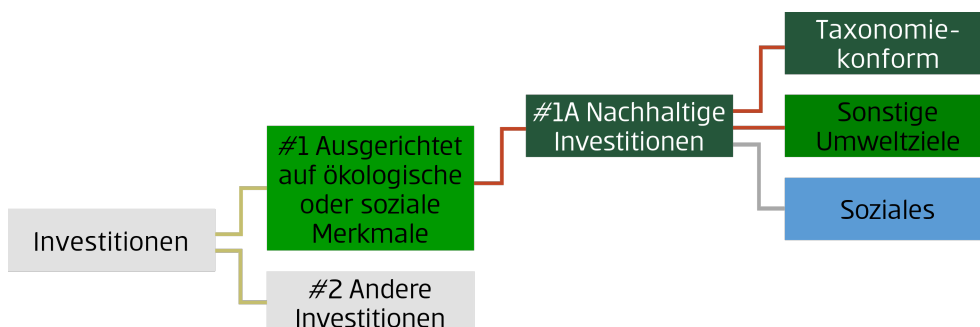 Investitionen
#1 Ausgerichtet
auf ökologische
oder soziale
Merkmale
#2 Andere
Investitionen
#1A Nachhaltige
Investitionen
Taxonomie-
konform
Sonstige
Umweltziele
Soziales